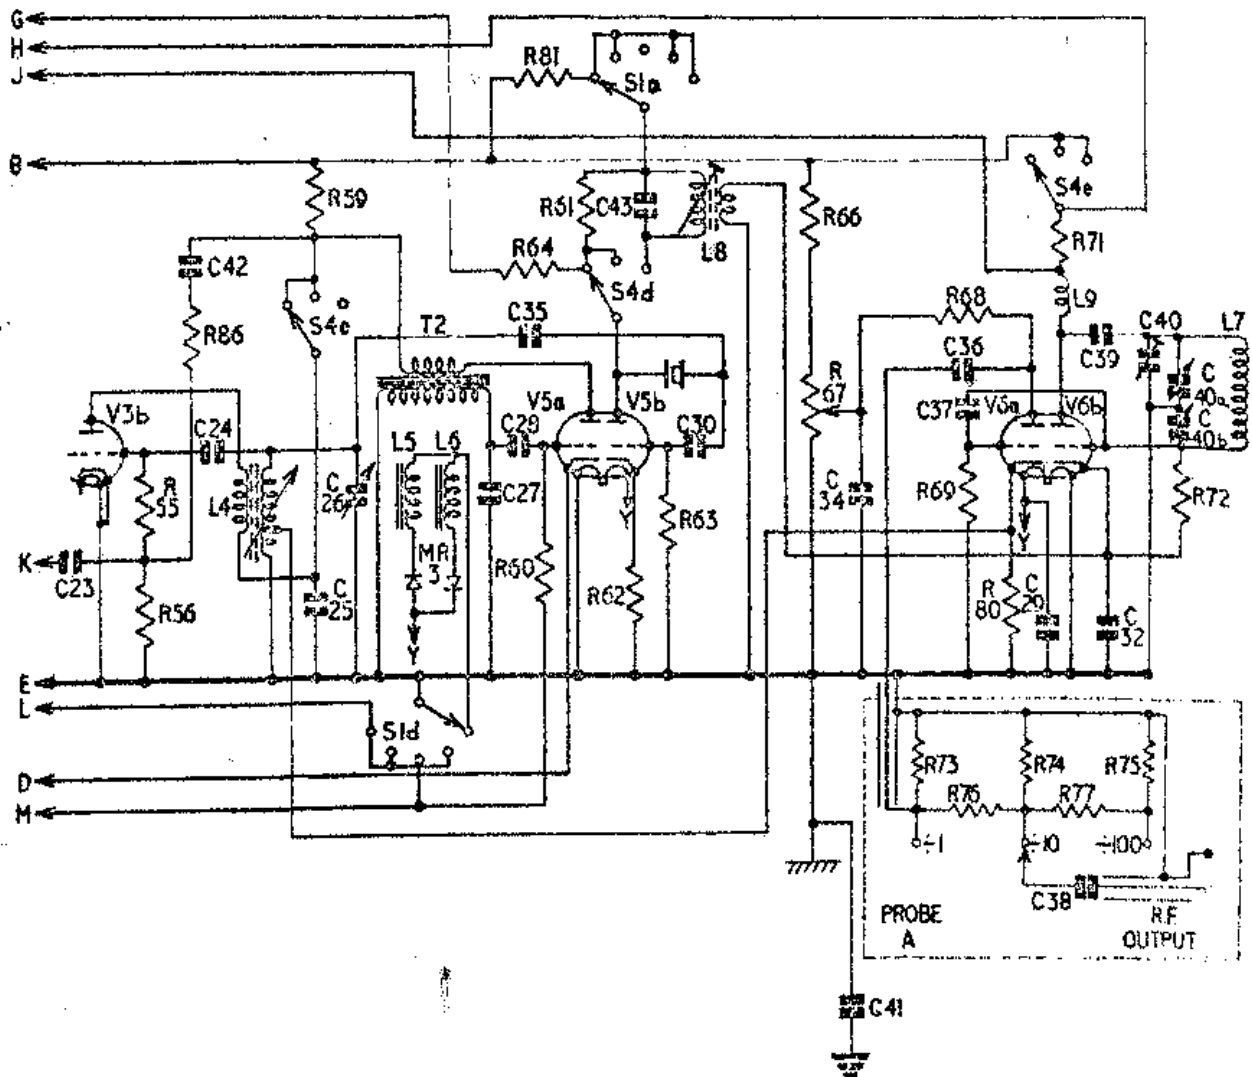 G
H
J
B
R81
S1a
S4e
R59
R61
C43
R66
R71
L8
R64
C42
S4d
L9
R68
R86
S4c
C35
C40
L7
T2
C36
C39
R
67
C
40a
V3b
C24
V5a
V5b
C37
V6a
V6b
C
40b
C29
C30
L5
L6
R
55
L4
C
26
C27
C
34
R69
R72
R63
K
C23
MR
3
R60
Y
Y
R56
C
25
R62
R
80
C
29
C
32
Y
E
L
S1d
R73
R74
R75
D
M
R76
R77
÷1
÷10
÷100
C38
PROBE
A
R.F.
OUTPUT
C41